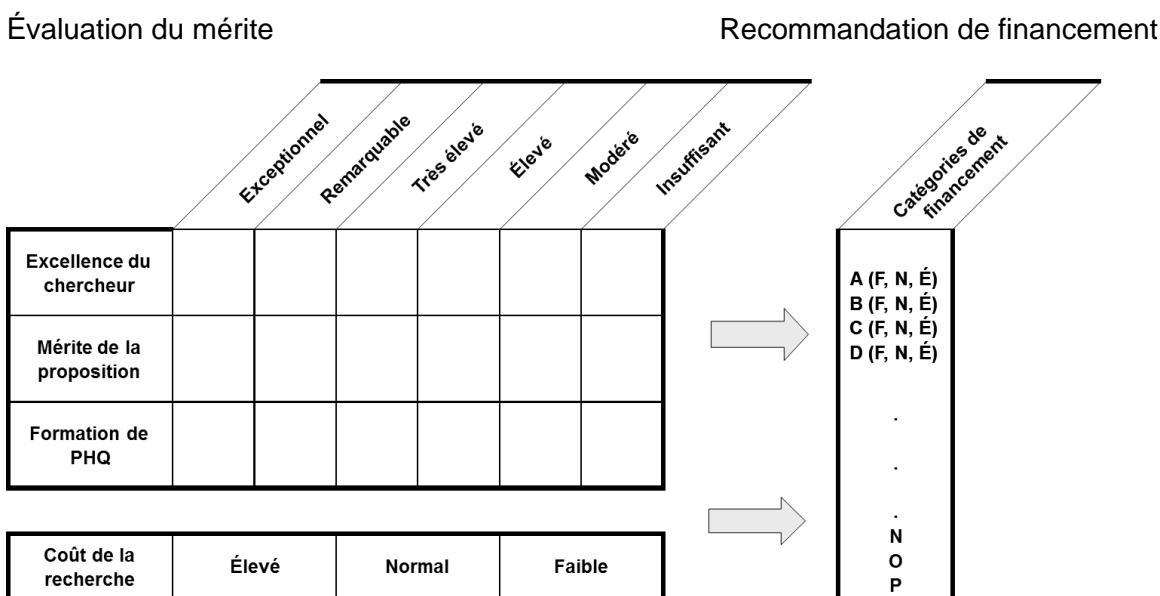 Évaluation du mérite
Recommandation de financement
Exceptionnel
Remarquable
Très élevé
Élevé
Modéré
Insuffisant
Catégories de
financement
Excellence du
chercheur
Mérite de la
proposition
Formation de
PHQ
A (F, N, É)
B (F, N, É)
C (F, N, É)
D (F, N, É)
.
.
.
N
O
P
Coût de la
recherche
Élevé
Normal
Faible